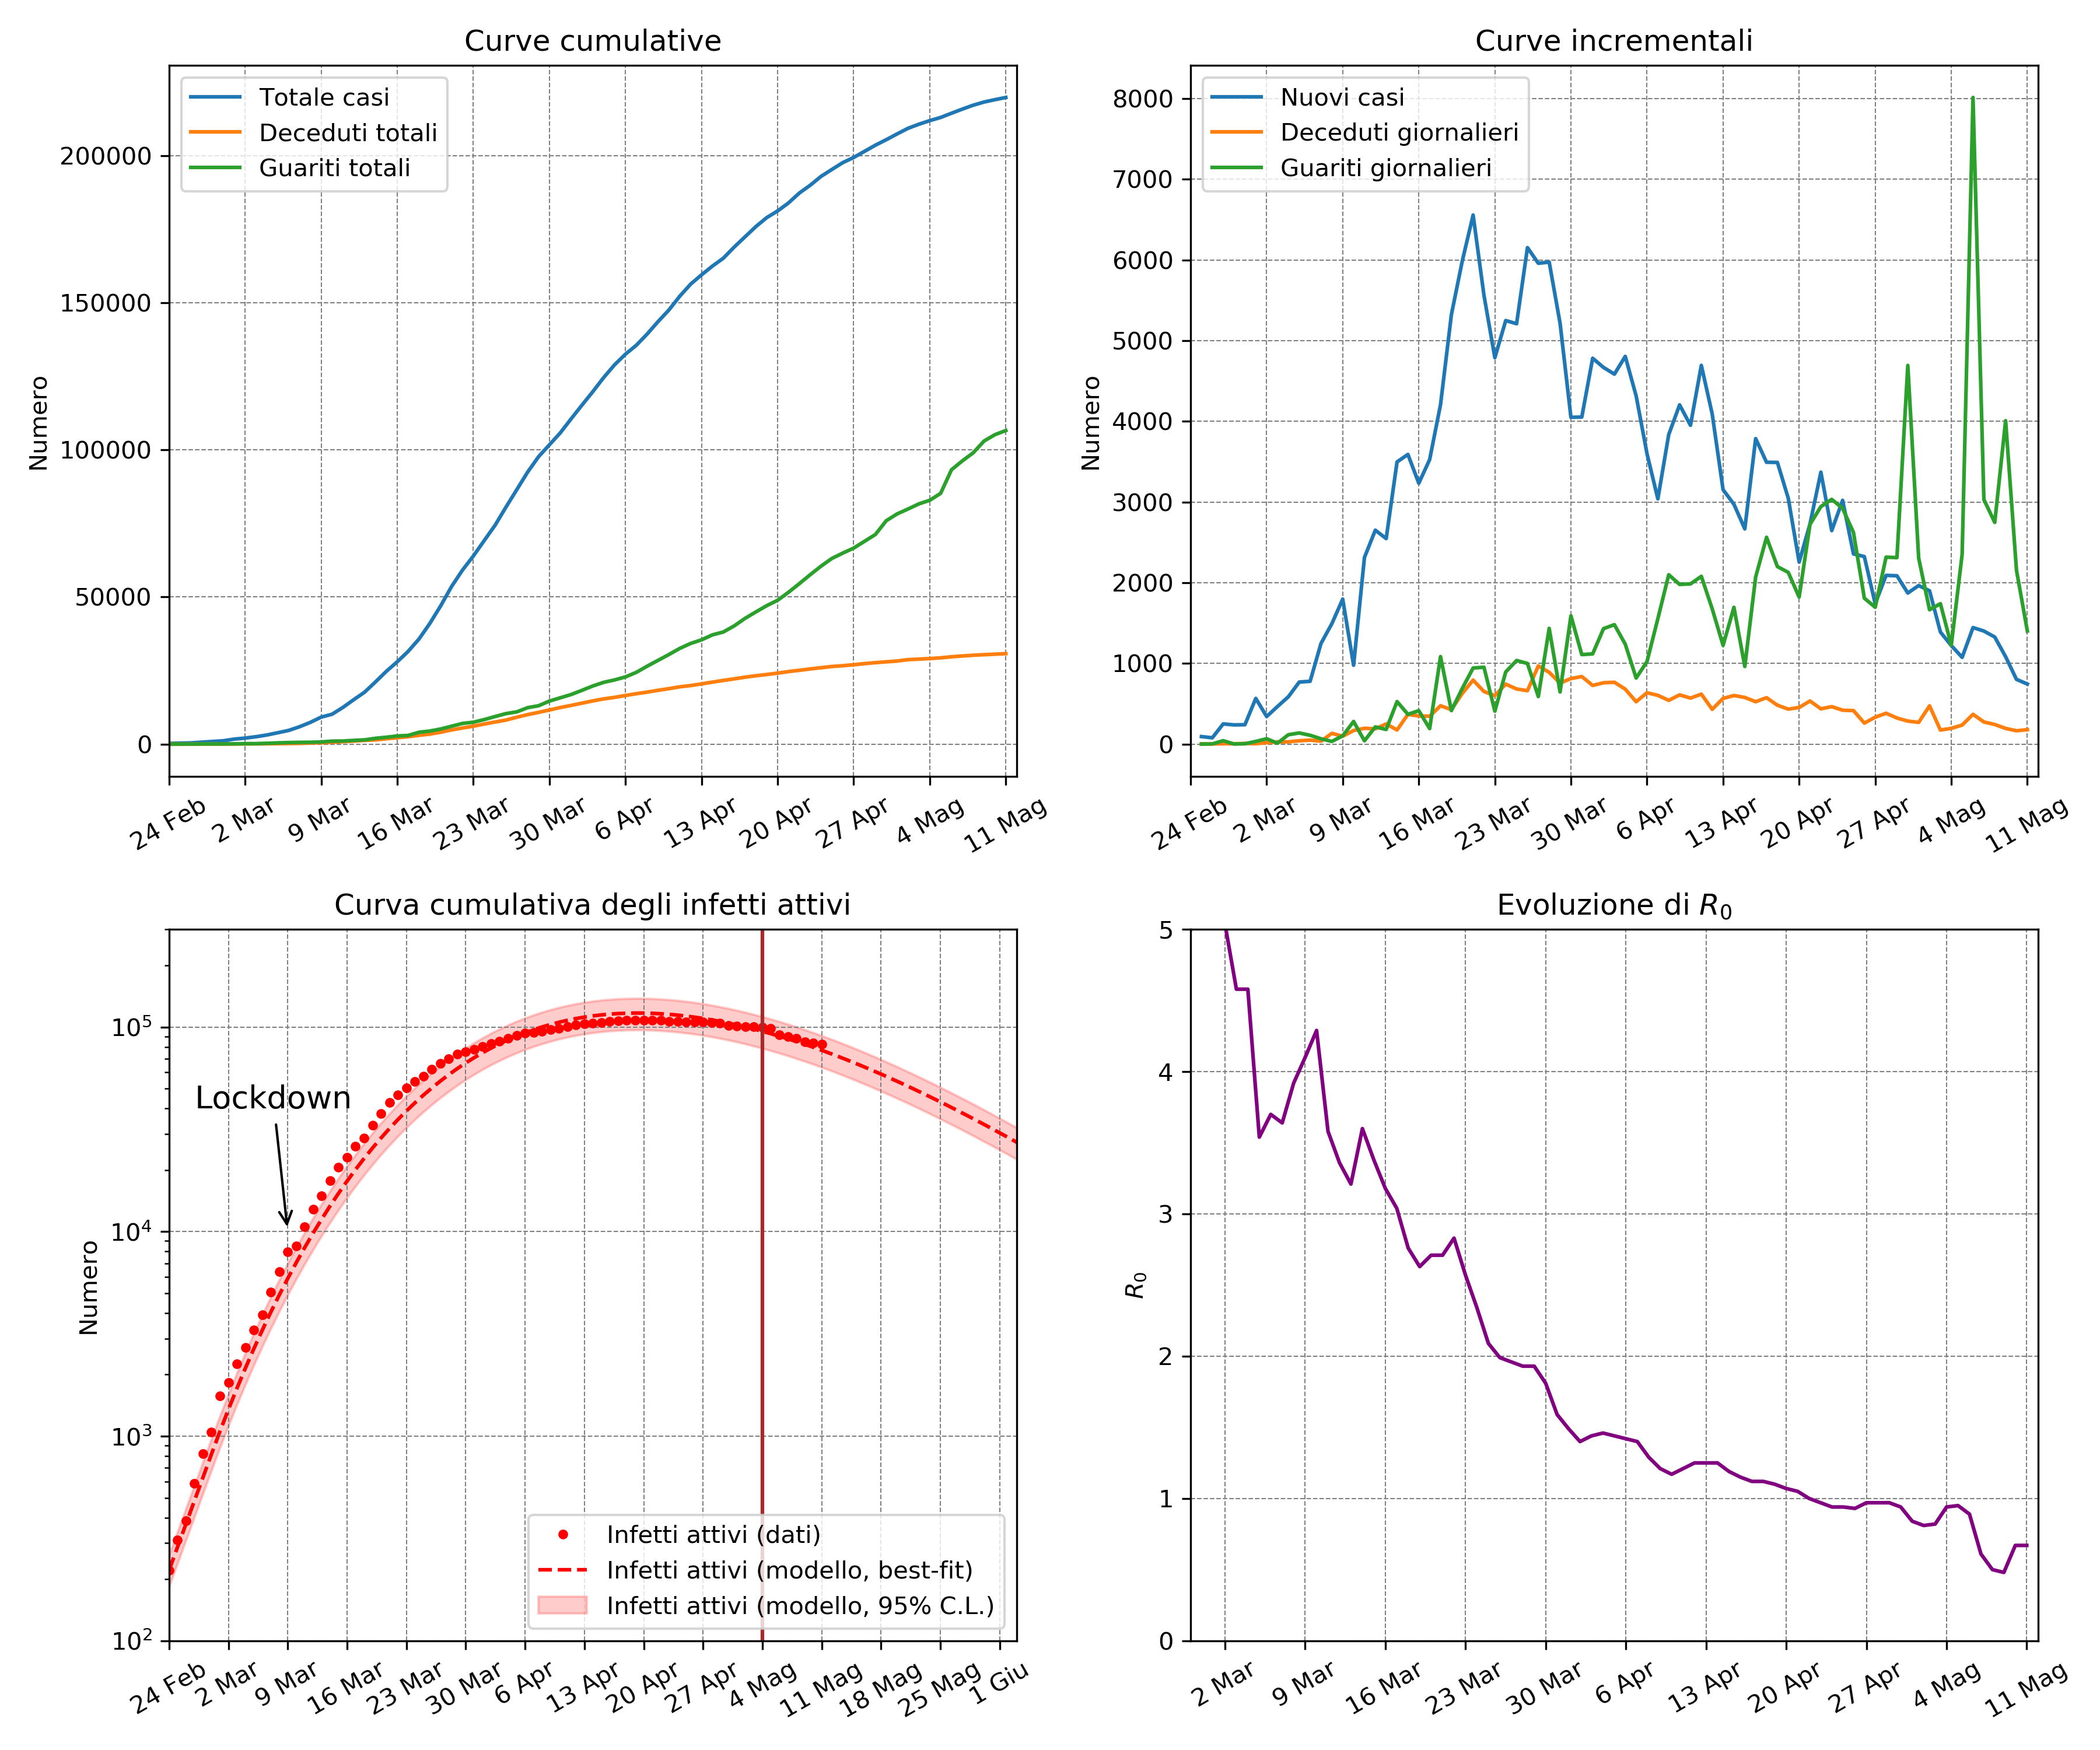 Curve cumulative
Totale casi
Deceduti totali
Guariti totali
Numero
200000
150000
100000
50000
0
24 Feb 2 Mar 9 Mar 16 Mar 23 Mar 30 Mar 6 Apr 13 Apr 20 Apr 27 Apr 4 Mag 11 Mag
Curve incrementali
Nuovi casi
Deceduti giornalieri
Guariti giornalieri
Numero
8000
7000
6000
5000
4000
3000
2000
1000
0
24 Feb 2 Mar 9 Mar 16 Mar 23 Mar 30 Mar 6 Apr 13 Apr 20 Apr 27 Apr 4 Mag 11 Mag
Curva cumulativa degli infetti attivi
Numero
10⁵
10⁴
10³
10²
Lockdown
Infetti attivi (dati)
Infetti attivi (modello, best-fit)
Infetti attivi (modello, 95% C.L.)
24 Feb 2 Mar 9 Mar 16 Mar 23 Mar 30 Mar 6 Apr 13 Apr 20 Apr 27 Apr 4 Mag 11 Mag 18 Mag 25 Mag 1 Giu
Evoluzione di R₀
R₀
5
4
3
2
1
0
2 Mar 9 Mar 16 Mar 23 Mar 30 Mar 6 Apr 13 Apr 20 Apr 27 Apr 4 Mag 11 Mag